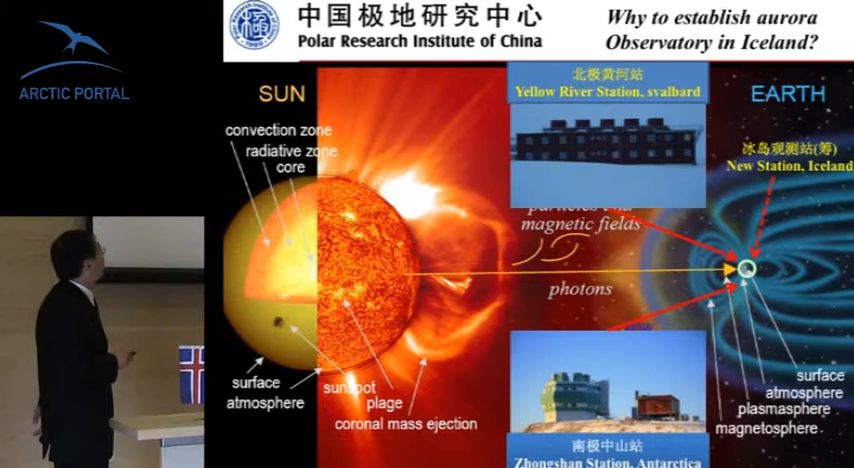 ARCTIC PORTAL
中国极地研究中心
Polar Research Institute of China
1989
Why to establish aurora
Observatory in Iceland?
SUN
convection zone
radiative zone
core
surface
atmosphere
sunspot
plage
coronal mass ejection
北极黄河站
Yellow River Station, svalbard
particles and
magnetic fields
photons
南极中山站
Zhongshan Station, Antarctica
EARTH
冰岛观测站(筹)
New Station, Iceland
surface
atmosphere
plasmasphere
magnetosphere